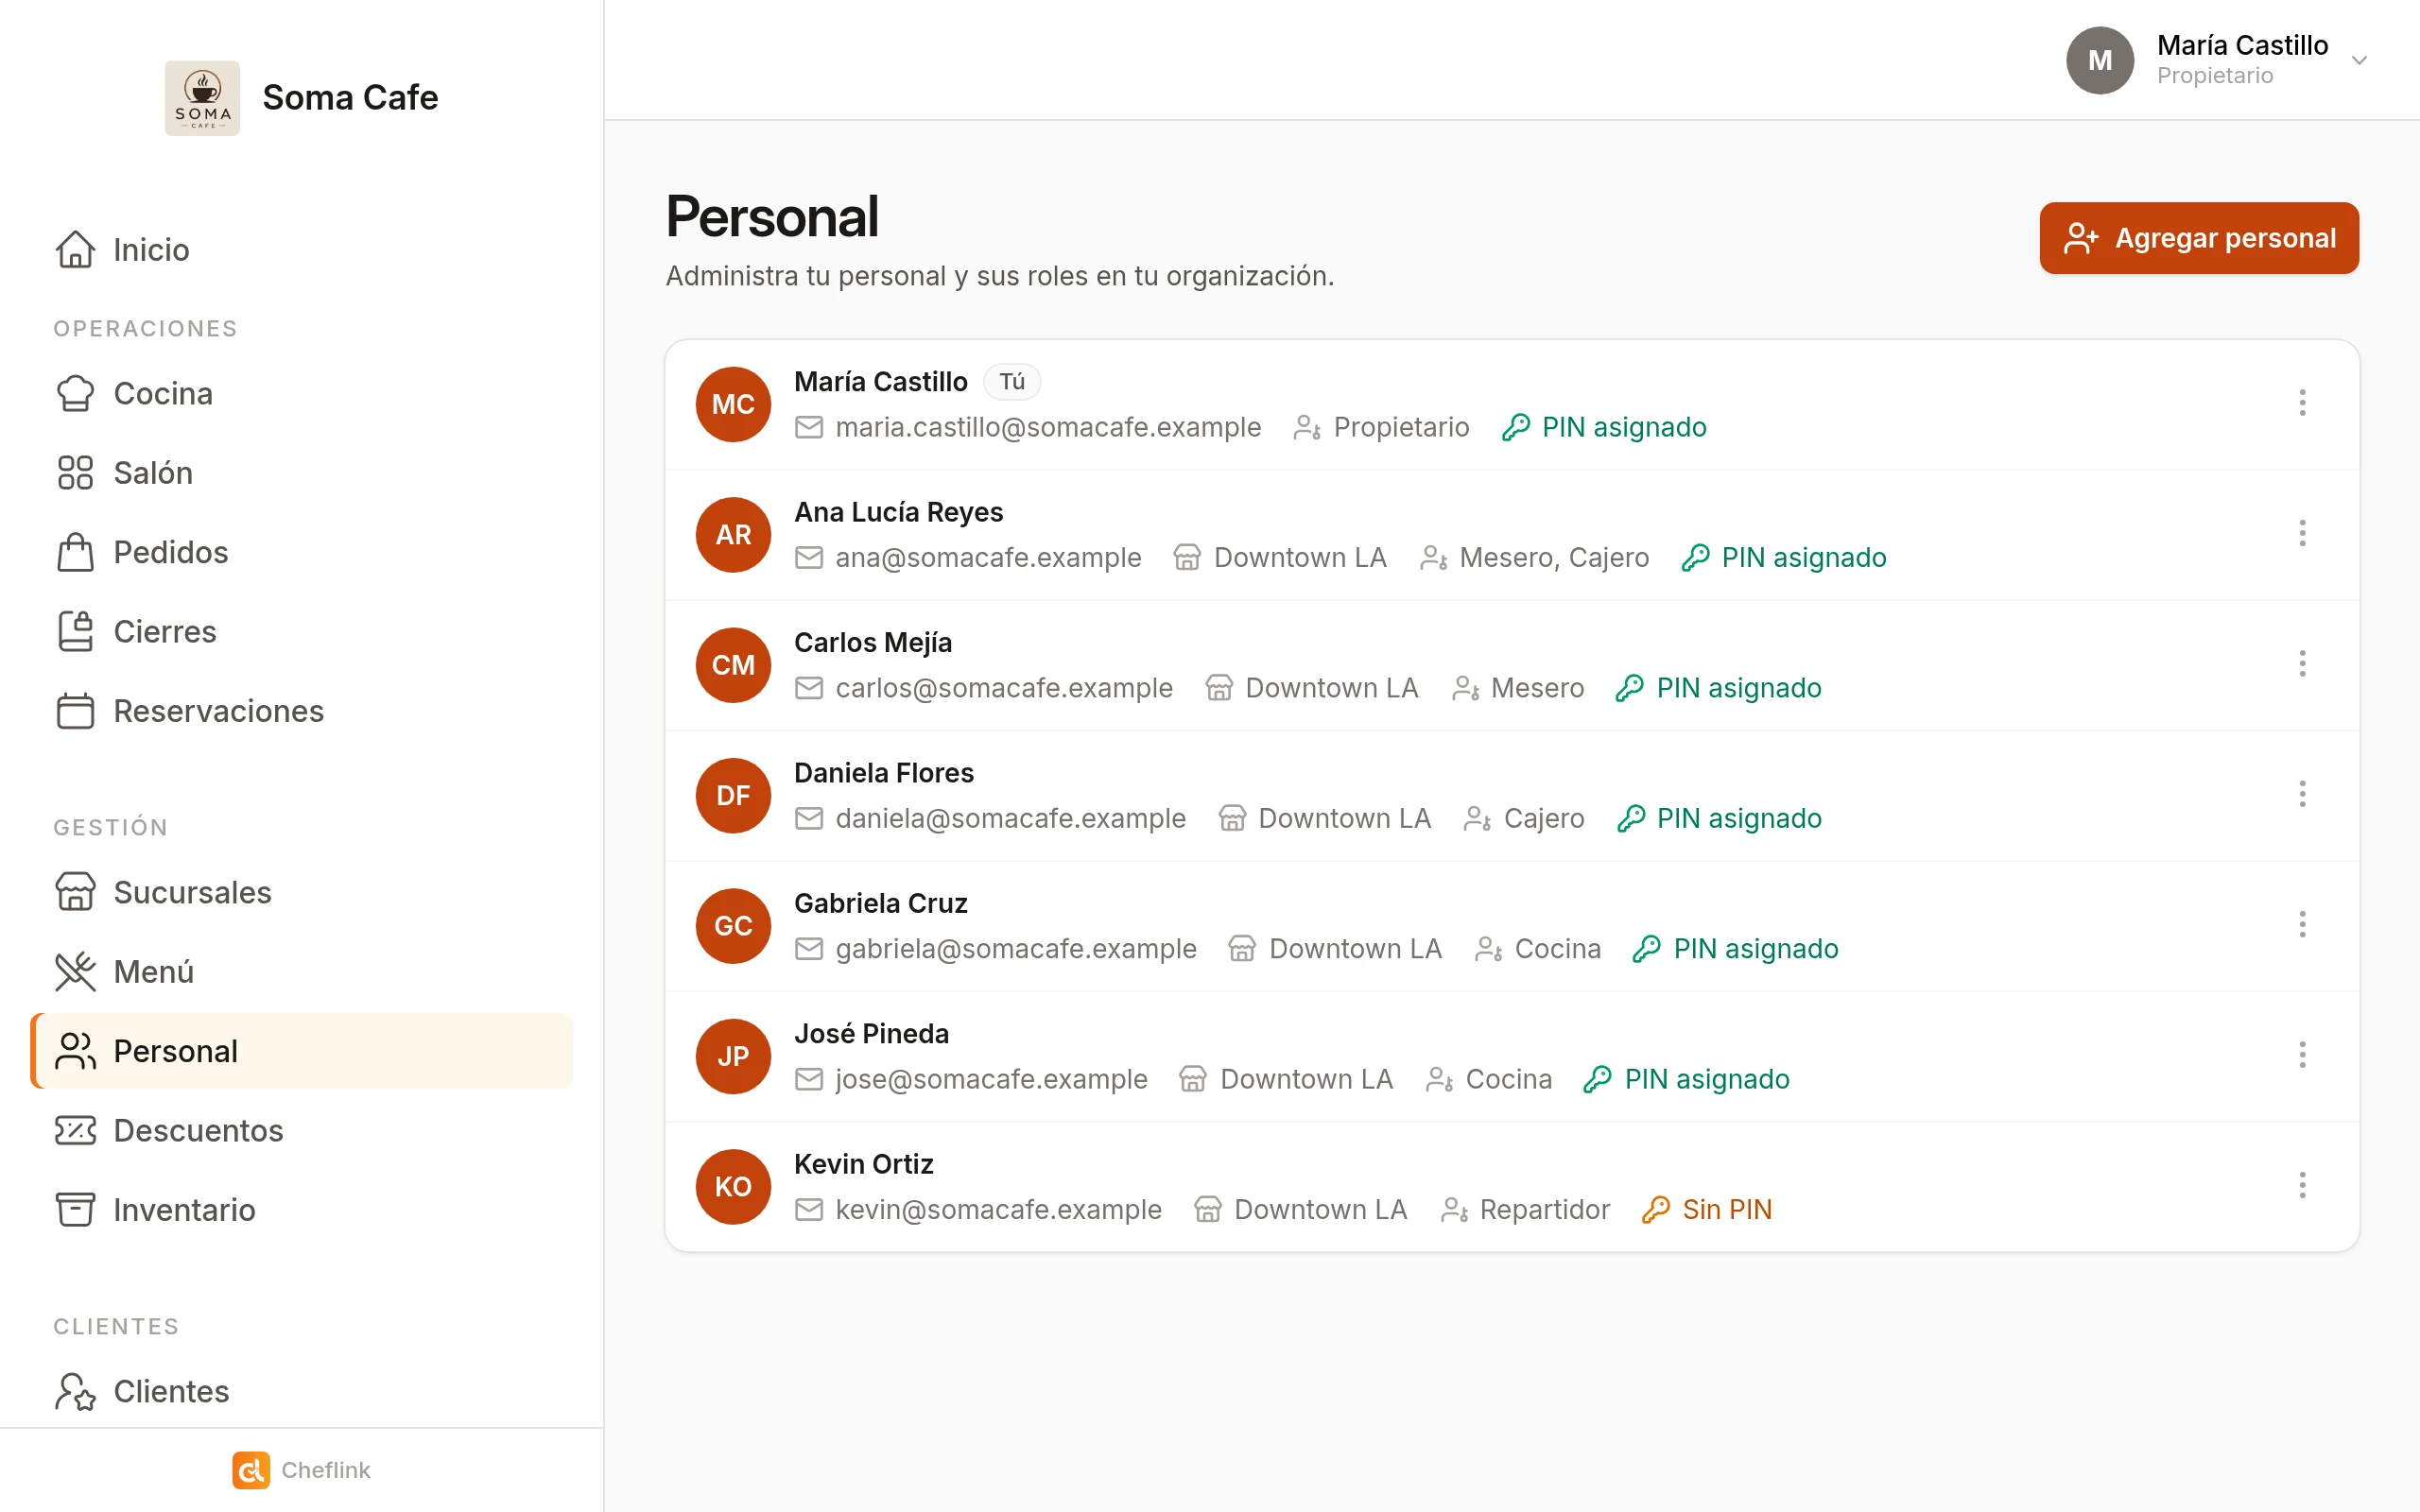 SOMA
CAFE
Soma Cafe
Inicio
OPERACIONES
Cocina
Salón
Pedidos
Cierres
Reservaciones
GESTIÓN
Sucursales
Menú
Personal
Descuentos
Inventario
CLIENTES
Clientes
Cheflink
M
María Castillo
Propietario
Personal
Administra tu personal y sus roles en tu organización.
Agregar personal
MC
María Castillo Tú
maria.castillo@somacafe.example Propietario PIN asignado
AR
Ana Lucía Reyes
ana@somacafe.example Downtown LA Mesero, Cajero PIN asignado
CM
Carlos Mejía
carlos@somacafe.example Downtown LA Mesero PIN asignado
DF
Daniela Flores
daniela@somacafe.example Downtown LA Cajero PIN asignado
GC
Gabriela Cruz
gabriela@somacafe.example Downtown LA Cocina PIN asignado
JP
José Pineda
jose@somacafe.example Downtown LA Cocina PIN asignado
KO
Kevin Ortiz
kevin@somacafe.example Downtown LA Repartidor Sin PIN